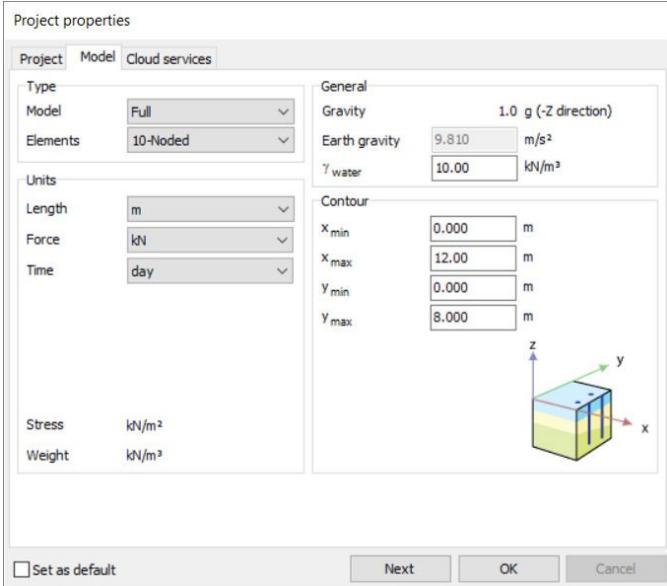 Project properties
Project Model Cloud services
Type
Model Full
Elements 10-Noded
Units
Length m
Force kN
Time day
Stress kN/m²
Weight kN/m³
General
Gravity 1.0 g (-Z direction)
Earth gravity 9.810 m/s²
γ water 10.00 kN/m³
Contour
x min 0.000 m
x max 12.00 m
y min 0.000 m
y max 8.000 m
z
y
x
Set as default Next OK Cancel